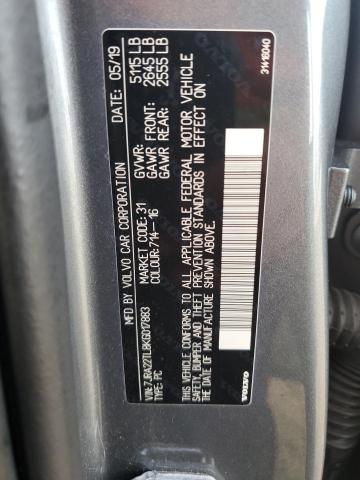 MFD BY VOLVO CAR CORPORATION DATE: 05/19
GVWR: 5115 LB
MARKET CODE: 31 GAWR FRONT: 2645 LB
COLOUR: 714-16 GAWR REAR: 2555 LB
VIN: 7JRA22TL8KG017883
TYPE: PC
THIS VEHICLE CONFORMS TO ALL APPLICABLE FEDERAL MOTOR VEHICLE
SAFETY, BUMPER, AND THEFT PREVENTION STANDARDS IN EFFECT ON
THE DATE OF MANUFACTURE SHOWN ABOVE.
VOLVO 31416040